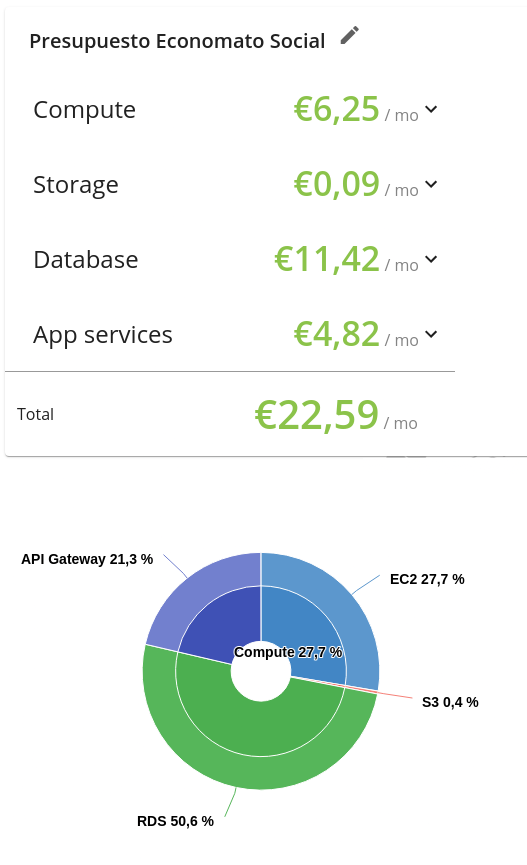 Presupuesto Economato Social
Compute €6,25 / mo
Storage €0,09 / mo
Database €11,42 / mo
App services €4,82 / mo
Total €22,59 / mo
API Gateway 21,3 %
EC2 27,7 %
Compute 27,7 %
S3 0,4 %
RDS 50,6 %